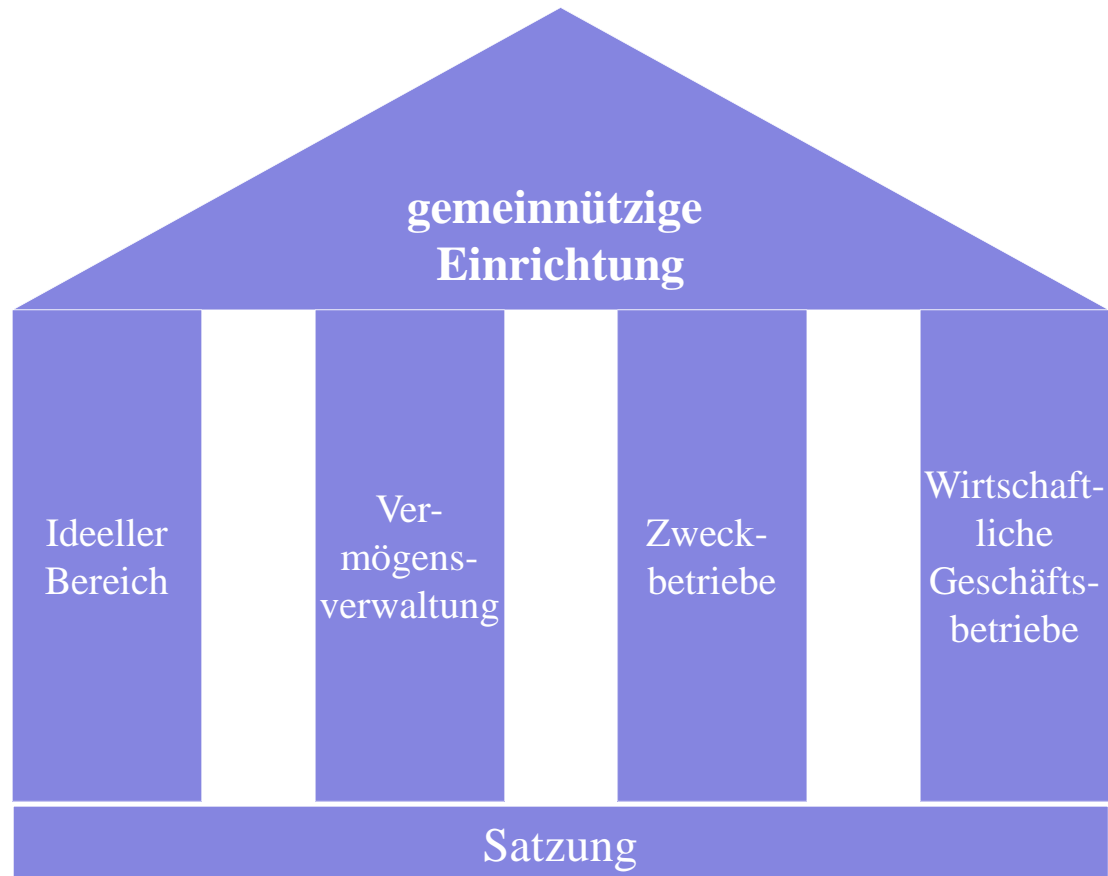 gemeinnützige
Einrichtung
Ideeller
Bereich
Ver-
mögens-
verwaltung
Zweck-
betriebe
Wirtschaft-
liche
Geschäfts-
betriebe
Satzung